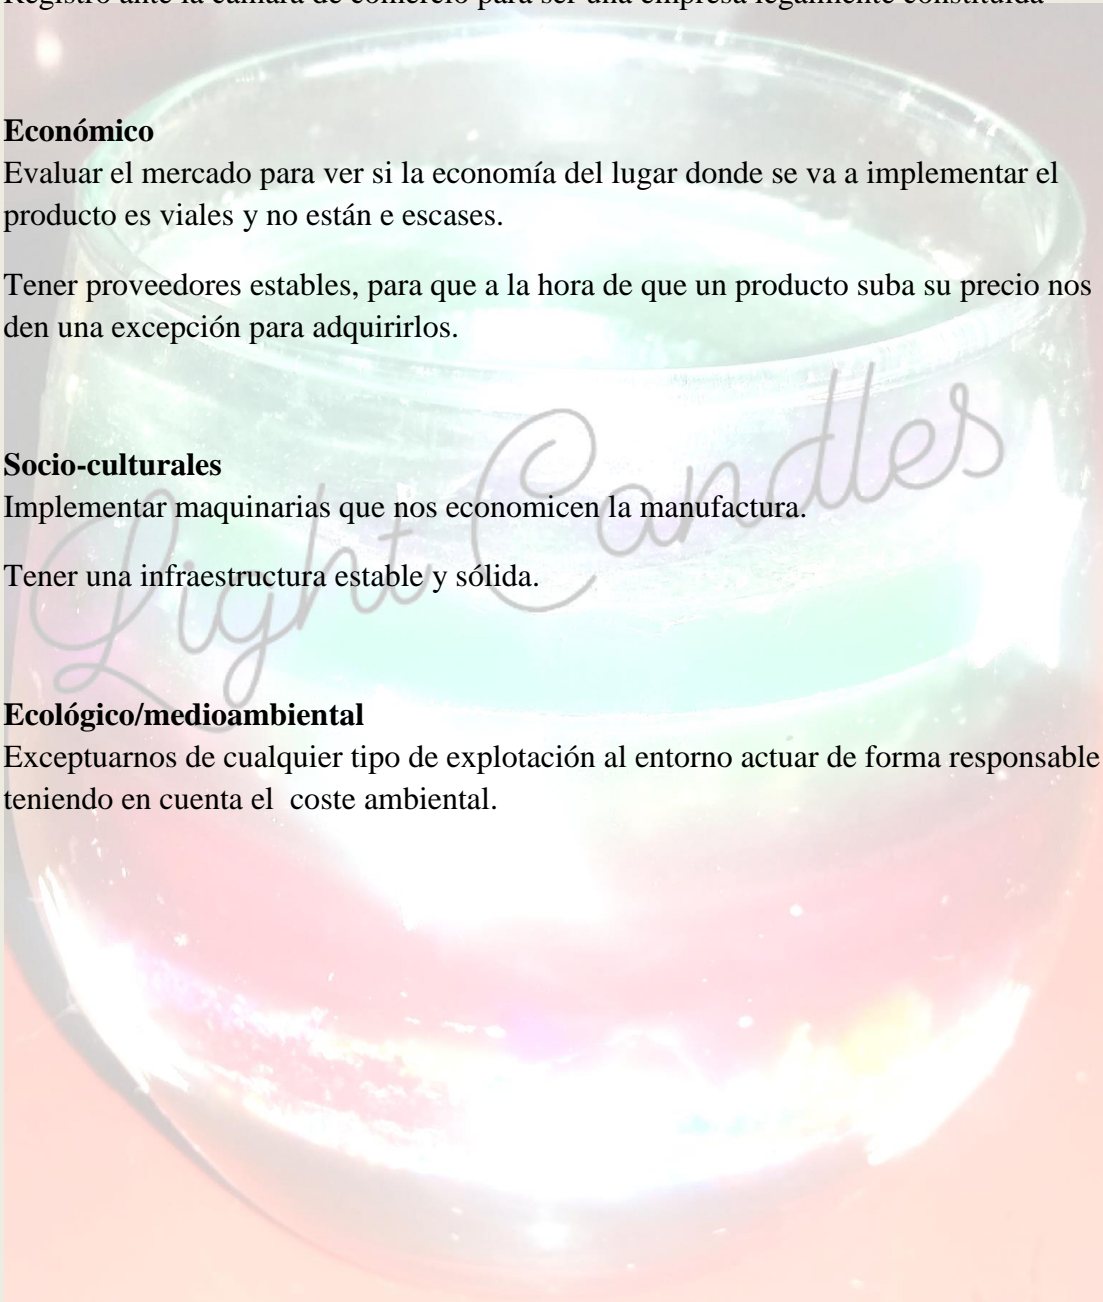 Registro ante la cámara de comercio para ser una empresa legalmente constituida
Económico
Evaluar el mercado para ver si la economía del lugar donde se va a implementar el
producto es viales y no están e escases.
Tener proveedores estables, para que a la hora de que un producto suba su precio nos
den una excepción para adquirirlos.
Light Candles
Socio-culturales
Implementar maquinarias que nos economicen la manufactura.
Tener una infraestructura estable y sólida.
Ecológico/medioambiental
Exceptuarnos de cualquier tipo de explotación al entorno actuar de forma responsable
teniendo en cuenta el  coste ambiental.